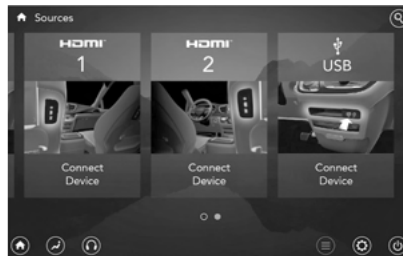 Sources
HDMI
1
HDMI
2
USB
Connect
Device
Connect
Device
Connect
Device